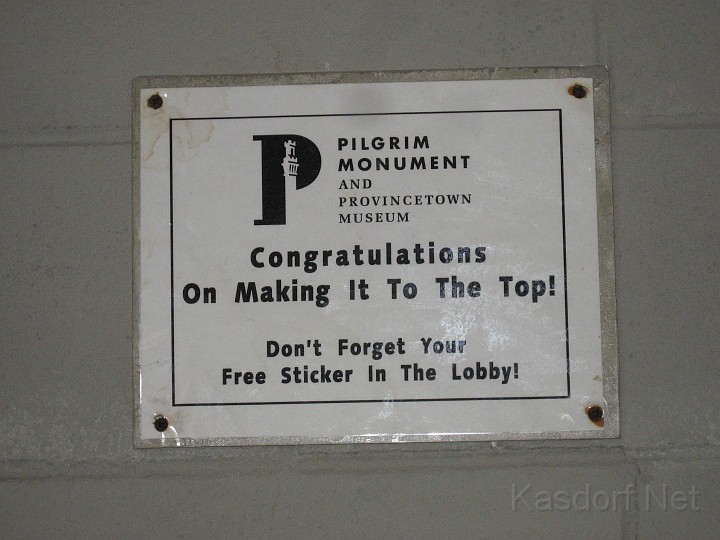 P
PILGRIM
MONUMENT
AND
PROVINCETOWN
MUSEUM
Congratulations
On Making It To The Top!
Don't Forget Your
Free Sticker In The Lobby!
Kasdorf Net